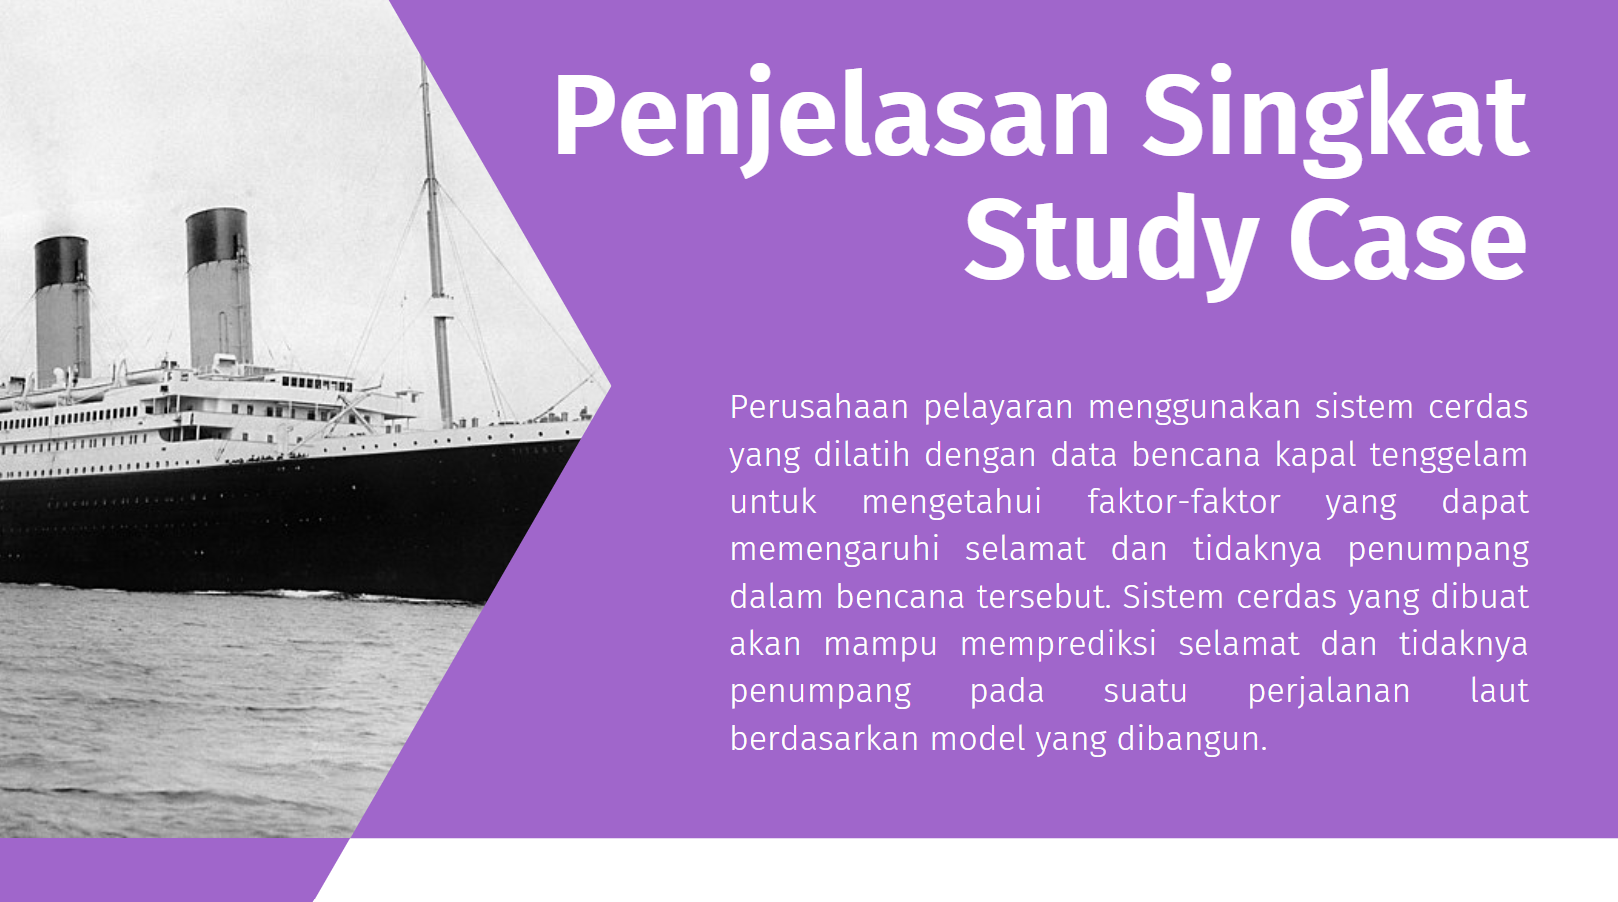 Penjelasan Singkat
Study Case
Perusahaan pelayaran menggunakan sistem cerdas
yang dilatih dengan data bencana kapal tenggelam
untuk mengetahui faktor-faktor yang dapat
memengaruhi selamat dan tidaknya penumpang
dalam bencana tersebut. Sistem cerdas yang dibuat
akan mampu memprediksi selamat dan tidaknya
penumpang pada suatu perjalanan laut
berdasarkan model yang dibangun.